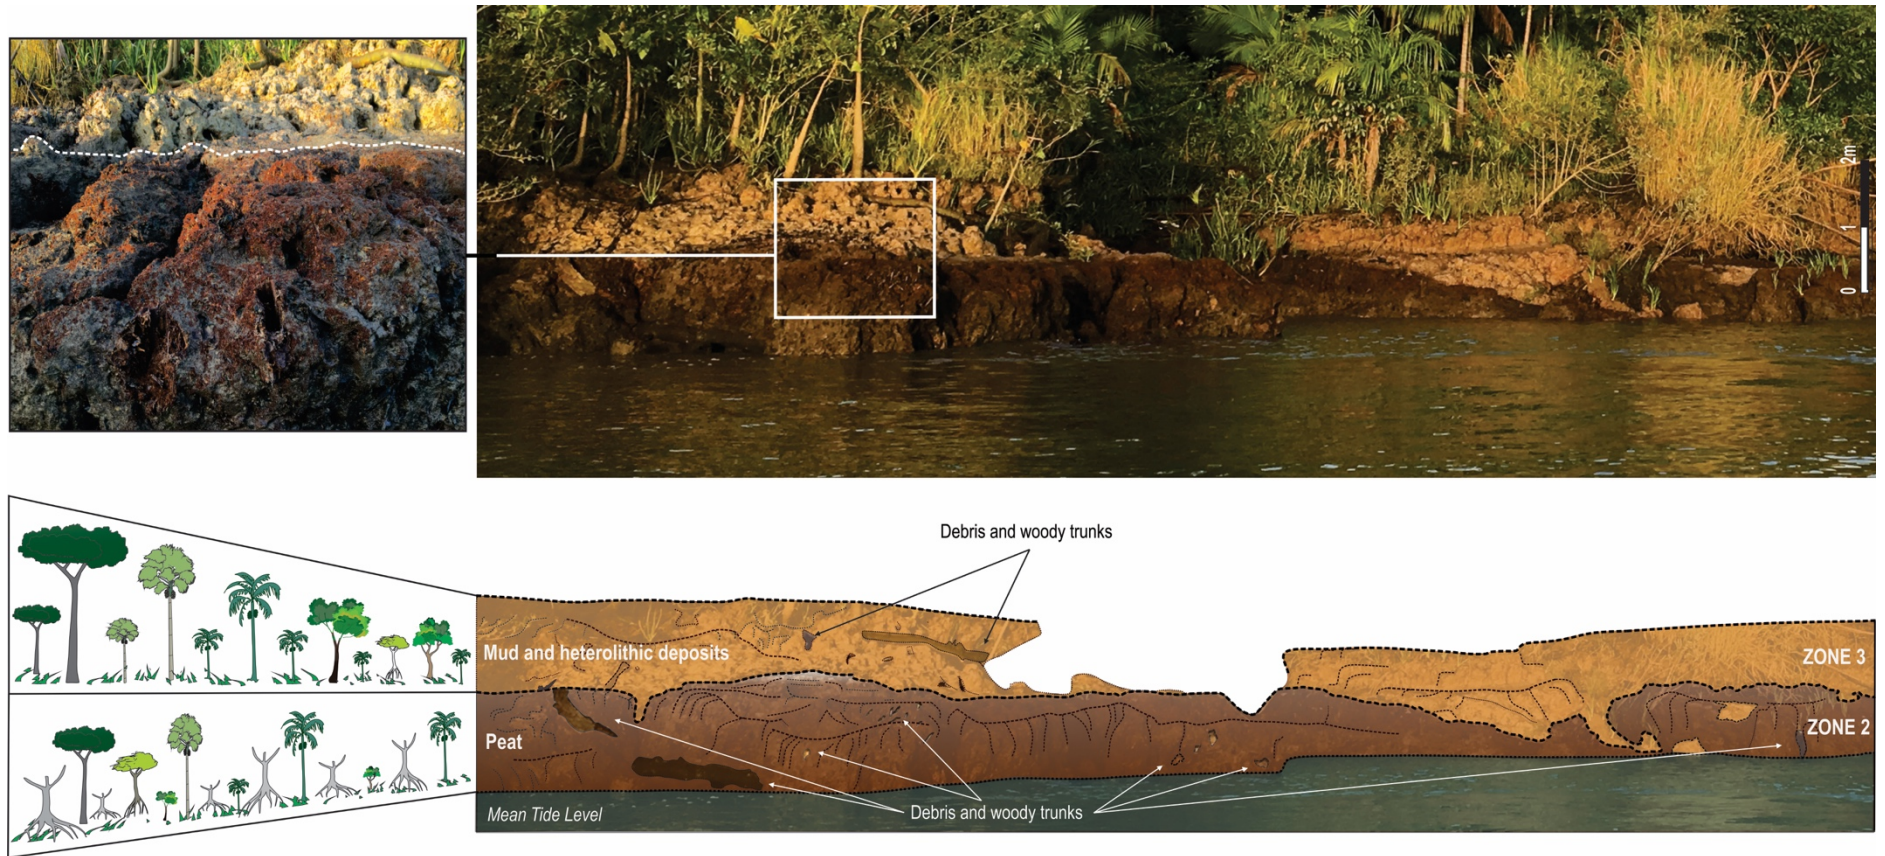 2m
1
0
Debris and woody trunks
Mud and heterolithic deposits
ZONE 3
Peat
ZONE 2
Debris and woody trunks
Mean Tide Level